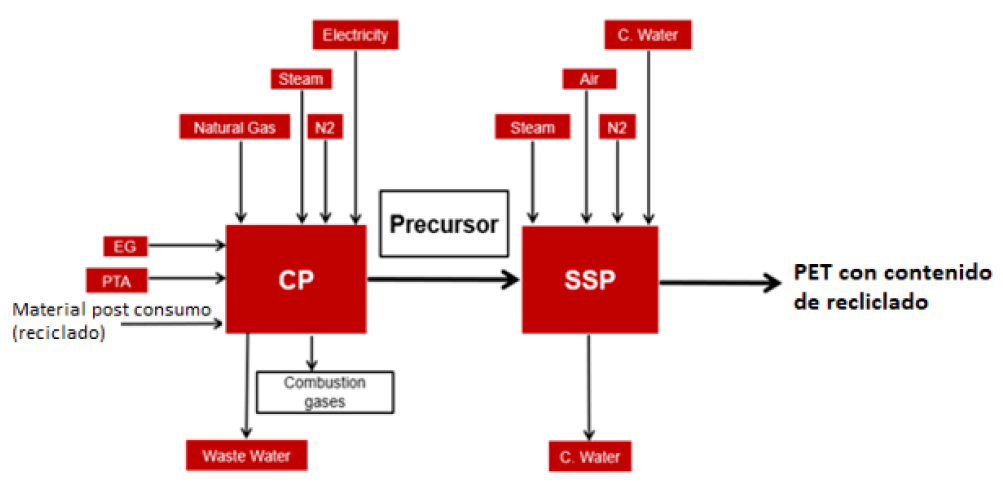 Electricity
C. Water
Steam
Air
Natural Gas
N2
Steam
N2
Precursor
EG
CP
SSP
PTA
PET con contenido
de recliclado
Material post consumo
(reciclado)
Combustion
gases
Waste Water
C. Water